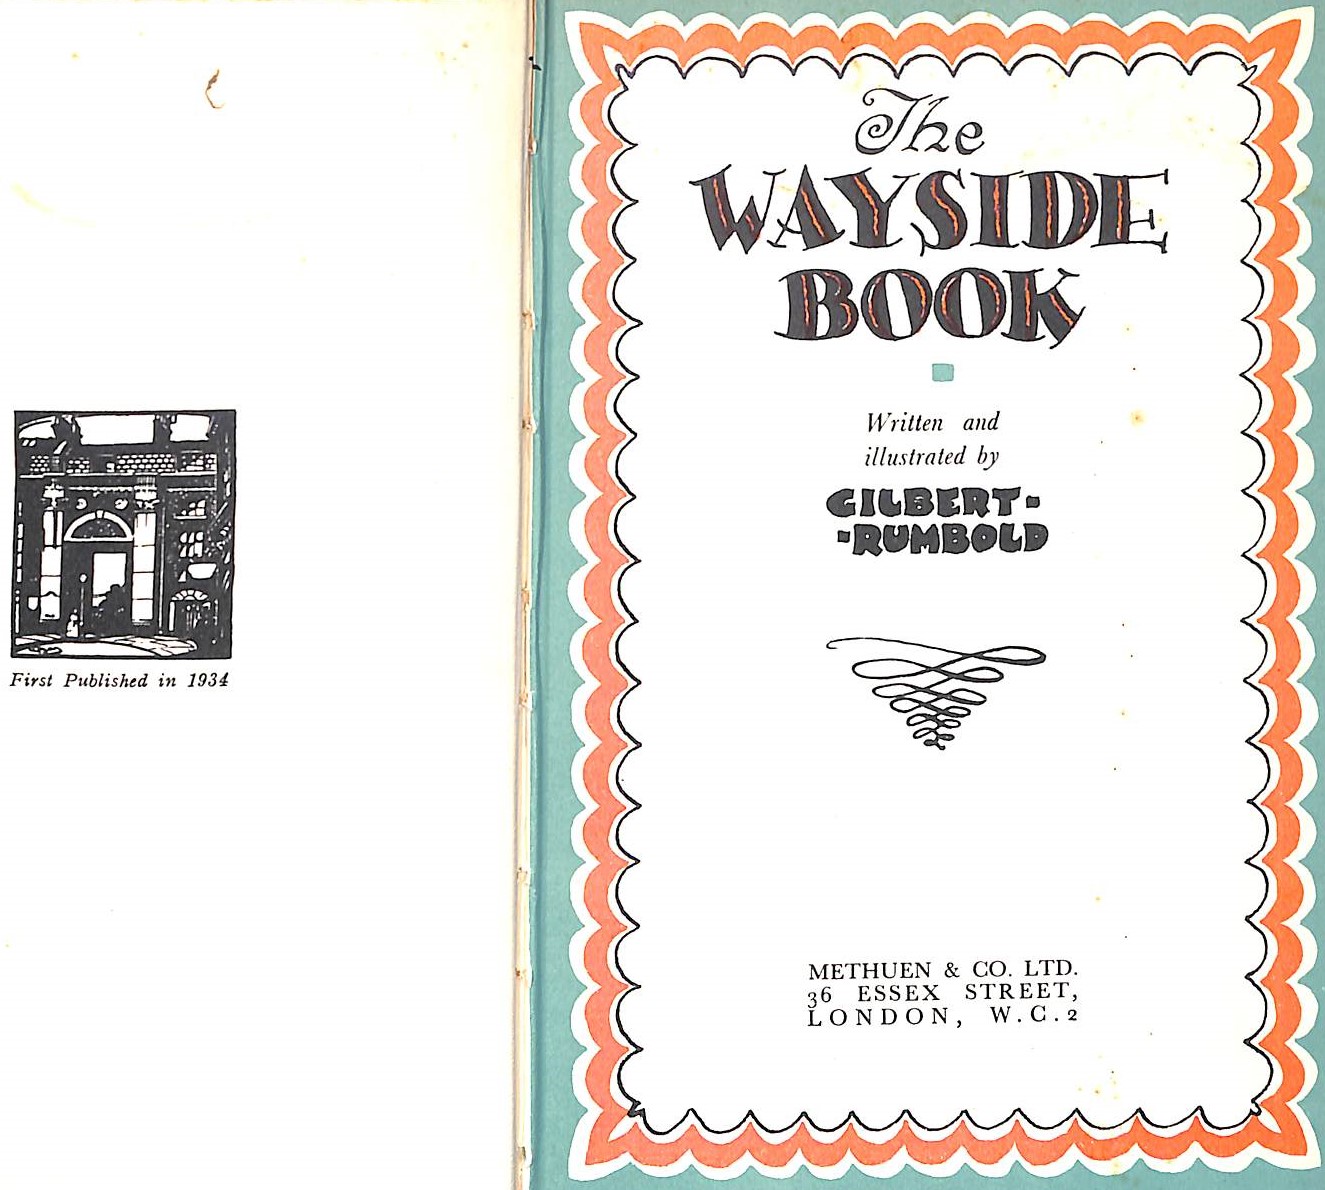 First Published in 1934
The
WAYSIDE
BOOK
Written and
illustrated by
GILBERT-
-RUMBOLD
METHUEN & CO. LTD.
36 ESSEX STREET,
LONDON, W.C.2